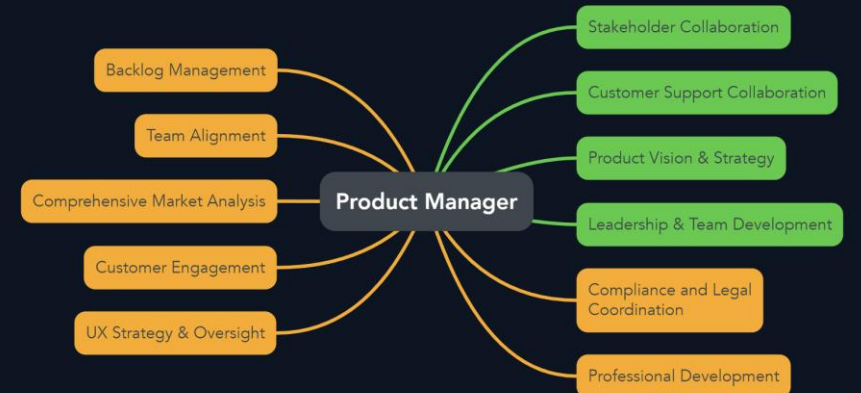 Stakeholder Collaboration
Backlog Management
Customer Support Collaboration
Team Alignment
Product Vision & Strategy
Comprehensive Market Analysis
Product Manager
Leadership & Team Development
Customer Engagement
Compliance and Legal
Coordination
UX Strategy & Oversight
Professional Development